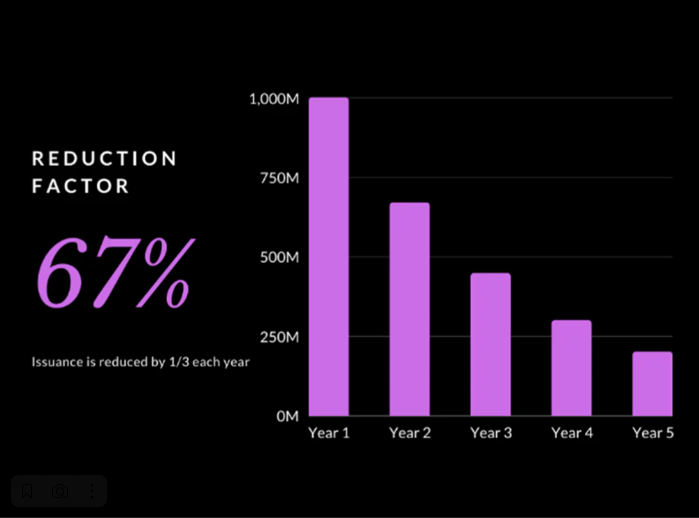 REDUCTION
FACTOR
67%
Issuance is reduced by 1/3 each year
1,000M
750M
500M
250M
0M
Year 1 Year 2 Year 3 Year 4 Year 5